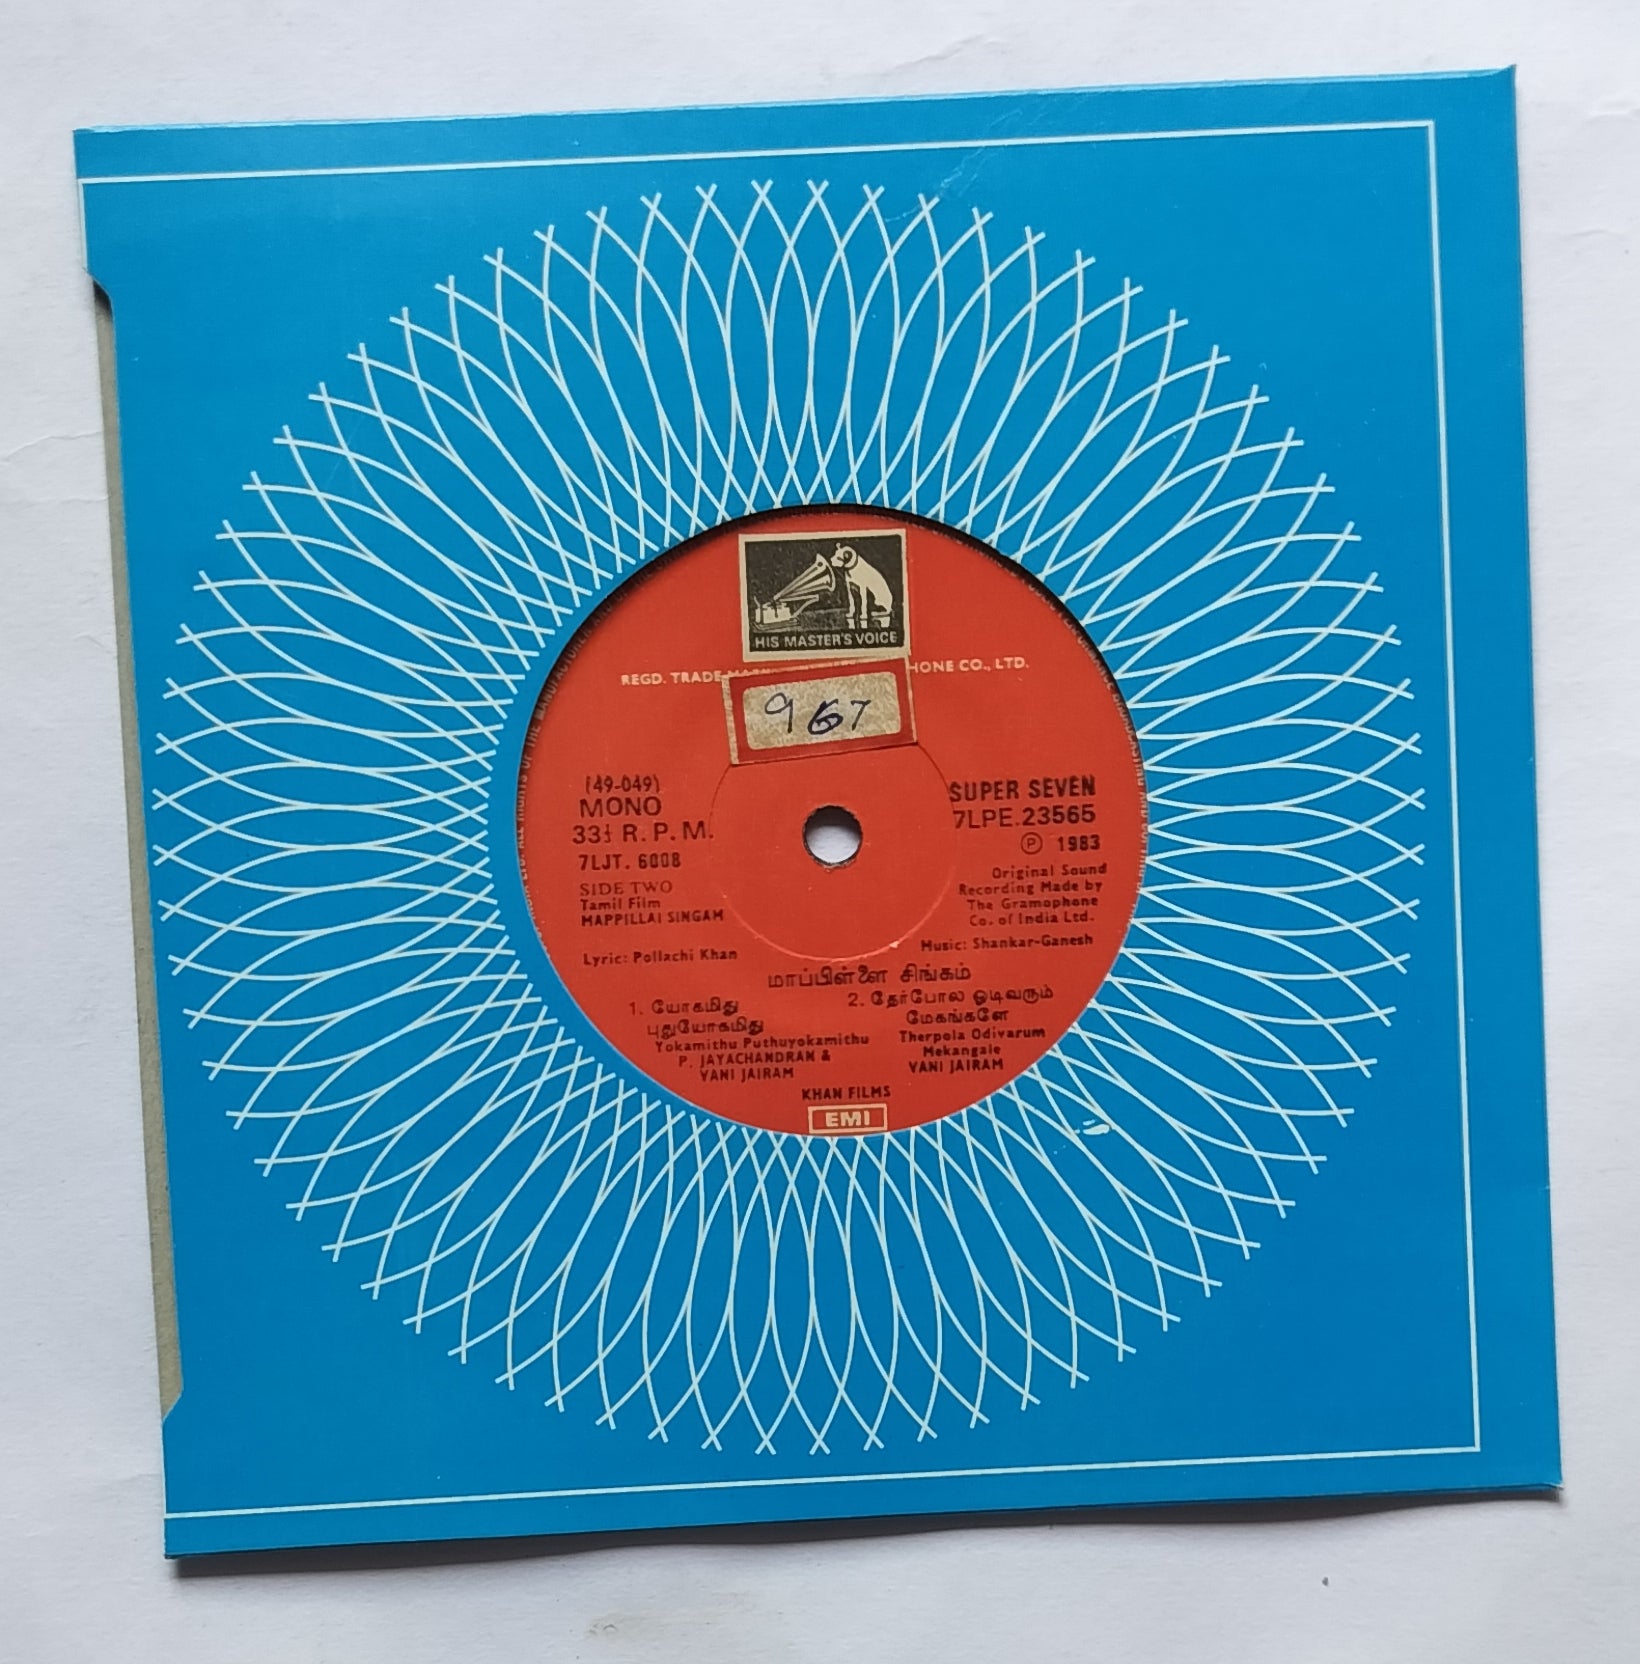 HIS MASTER'S VOICE
REGD. TRADE HONE CO., LTD.
967
(49-049)
MONO
33⅓ R.P.M.
7LJT. 6008
SIDE TWO
Tamil Film
MAPPILLAI SINGAM
Lyric: Pollachi Khan
SUPER SEVEN
7LPE.23565
Ⓟ 1983
Original Sound
Recording Made by
The Gramophone
Co. of India Ltd.
Music: Shankar-Ganesh
மாப்பிள்ளை சிங்கம்
1. யோகமிது
புதுயோகமிது
Yokamithu Puthuyokamithu
P. JAYACHANDRAN &
VANI JAIRAM
2. தேர்போல ஓடிவரும்
மேகங்களே
Therpola Odivarum
Mekangale
VANI JAIRAM
KHAN FILMS
EMI